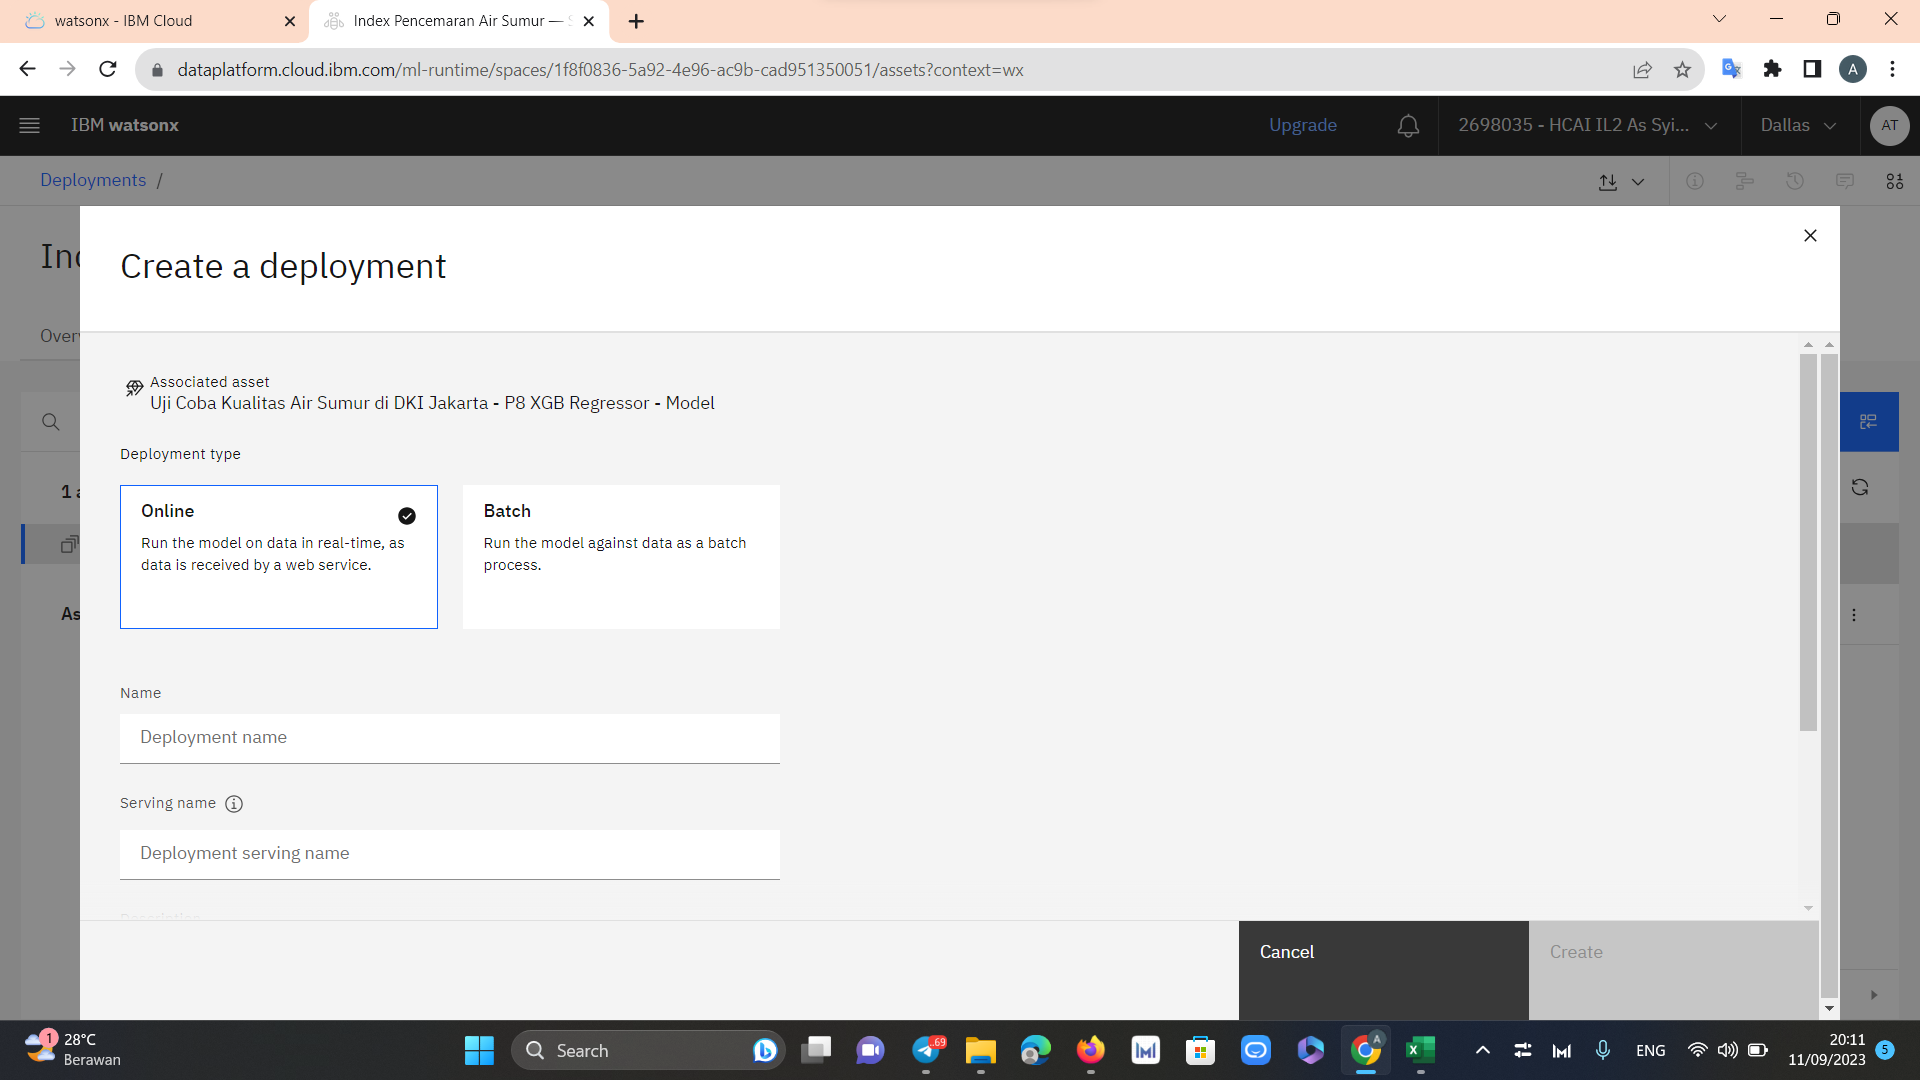 watsonx - IBM Cloud
Index Pencemaran Air Sumur —
dataplatform.cloud.ibm.com/ml-runtime/spaces/1f8f0836-5a92-4e96-ac9b-cad951350051/assets?context=wx
A
IBM watsonx
Upgrade
2698035 - HCAI IL2 As Syi...
Dallas
AT
Deployments /
Create a deployment
Associated asset
Uji Coba Kualitas Air Sumur di DKI Jakarta - P8 XGB Regressor - Model
Deployment type
Online
Run the model on data in real-time, as
data is received by a web service.
Batch
Run the model against data as a batch
process.
Name
Deployment name
Serving name
Deployment serving name
Description
Cancel
Create
1
28°C
Berawan
Search
69
ENG
20:11
11/09/2023
5